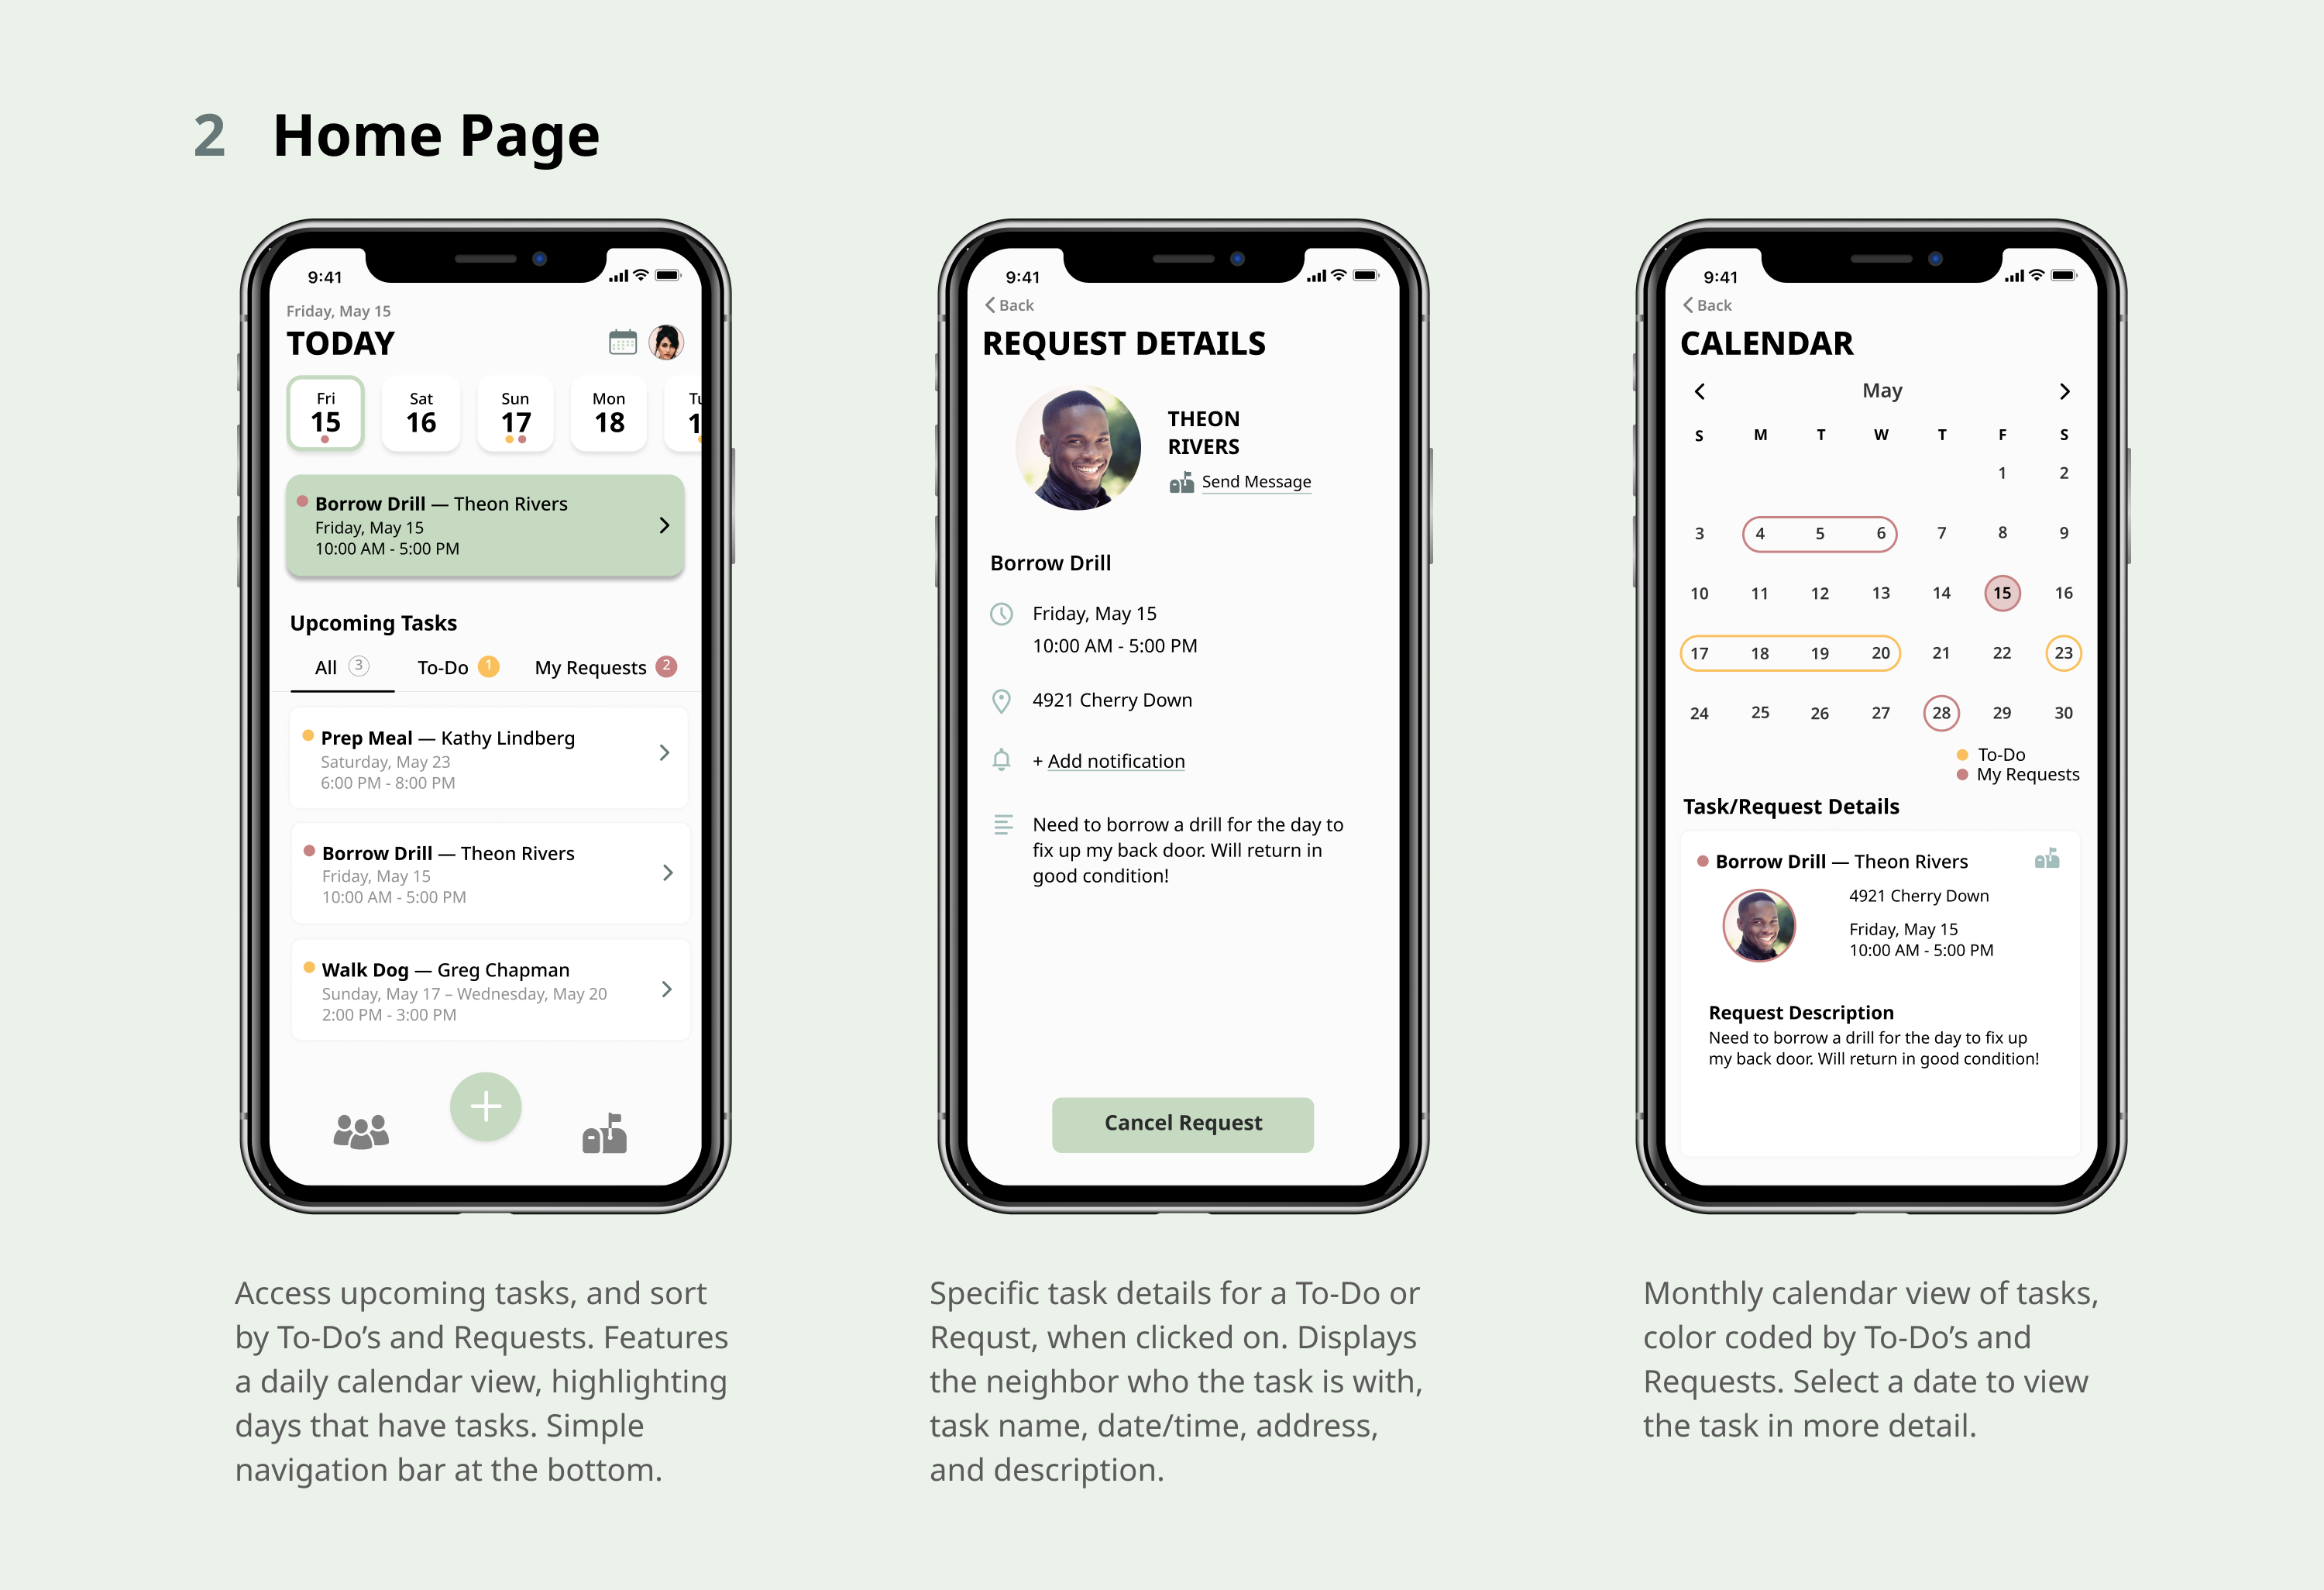 2 Home Page
9:41
Friday, May 15
TODAY
Fri
15
Sat
16
Sun
17
Mon
18
Borrow Drill — Theon Rivers
Friday, May 15
10:00 AM - 5:00 PM
Upcoming Tasks
All 3 To-Do 1 My Requests 2
Prep Meal — Kathy Lindberg
Saturday, May 23
6:00 PM - 8:00 PM
Borrow Drill — Theon Rivers
Friday, May 15
10:00 AM - 5:00 PM
Walk Dog — Greg Chapman
Sunday, May 17 – Wednesday, May 20
2:00 PM - 3:00 PM
Access upcoming tasks, and sort
by To-Do’s and Requests. Features
a daily calendar view, highlighting
days that have tasks. Simple
navigation bar at the bottom.
9:41
Back
REQUEST DETAILS
THEON
RIVERS
Send Message
Borrow Drill
Friday, May 15
10:00 AM - 5:00 PM
4921 Cherry Down
+ Add notification
Need to borrow a drill for the day to
fix up my back door. Will return in
good condition!
Cancel Request
Specific task details for a To-Do or
Requst, when clicked on. Displays
the neighbor who the task is with,
task name, date/time, address,
and description.
9:41
Back
CALENDAR
May
S M T W T F S
1 2
3 4 5 6 7 8 9
10 11 12 13 14 15 16
17 18 19 20 21 22 23
24 25 26 27 28 29 30
To-Do
My Requests
Task/Request Details
Borrow Drill — Theon Rivers
4921 Cherry Down
Friday, May 15
10:00 AM - 5:00 PM
Request Description
Need to borrow a drill for the day to fix up
my back door. Will return in good condition!
Monthly calendar view of tasks,
color coded by To-Do’s and
Requests. Select a date to view
the task in more detail.